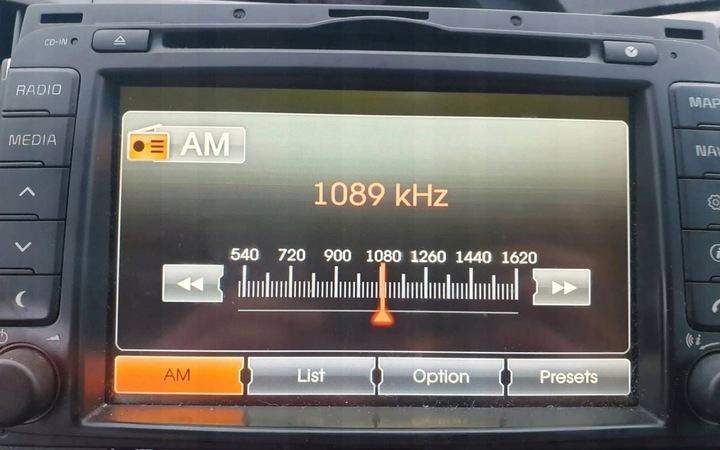 CD-IN
RADIO
MEDIA
MAP
NAV
AM
1089 kHz
540 720 900 1080 1260 1440 1620
AM List Option Presets